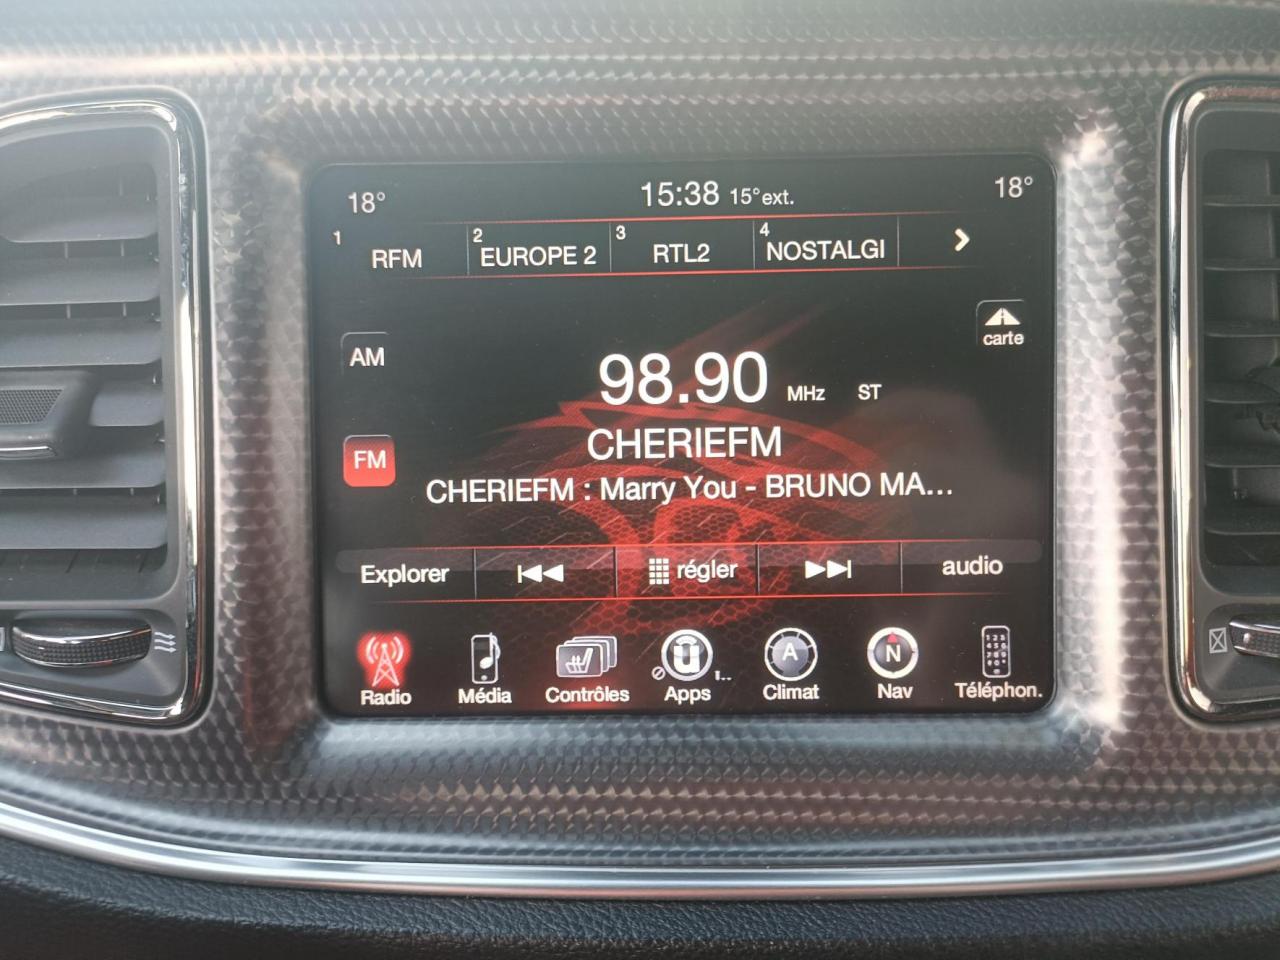 18° 15:38 15°ext. 18°
1 RFM 2 EUROPE 2 3 RTL2 4 NOSTALGI
carte
AM
98.90 MHz ST
CHERIEFM
FM
CHERIEFM : Marry You - BRUNO MA...
Explorer régler audio
A N
Radio Média Contrôles Apps Climat Nav Téléphon.